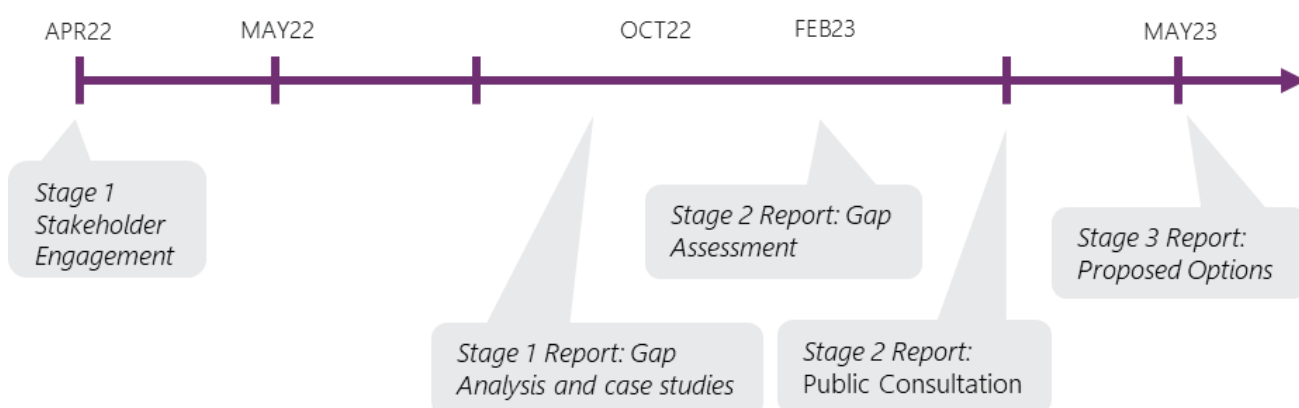 APR22
MAY22
OCT22
FEB23
MAY23
Stage 1
Stakeholder
Engagement
Stage 2 Report: Gap
Assessment
Stage 3 Report:
Proposed Options
Stage 1 Report: Gap
Analysis and case studies
Stage 2 Report:
Public Consultation